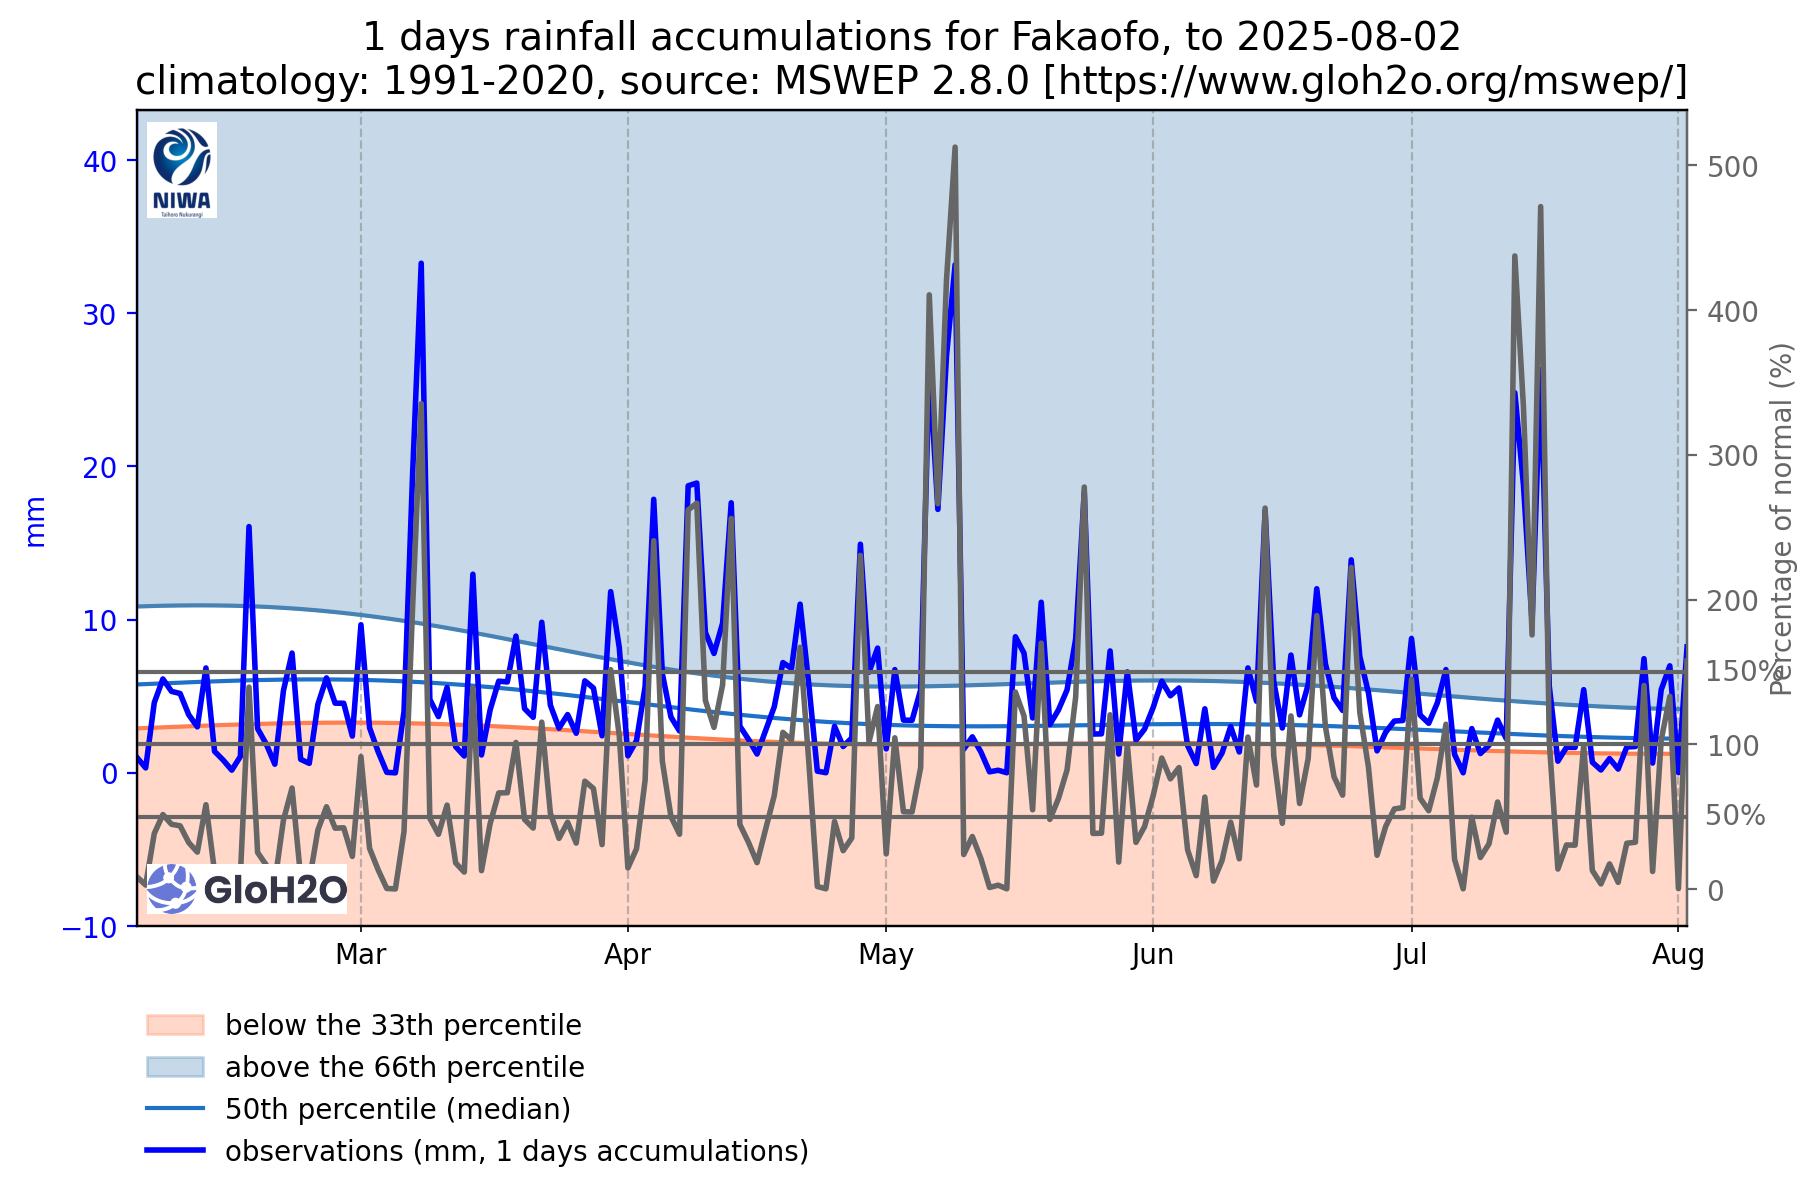 1 days rainfall accumulations for Fakaofo, to 2025-08-02
climatology: 1991-2020, source: MSWEP 2.8.0 [https://www.gloh2o.org/mswep/]
NIWA
Taihoro Nukurangi
40
30
20
10
0
−10
mm
500
400
300
200
150%
100
50%
0
Percentage of normal (%)
GloH2O
Mar
Apr
May
Jun
Jul
Aug
below the 33th percentile
above the 66th percentile
50th percentile (median)
observations (mm, 1 days accumulations)